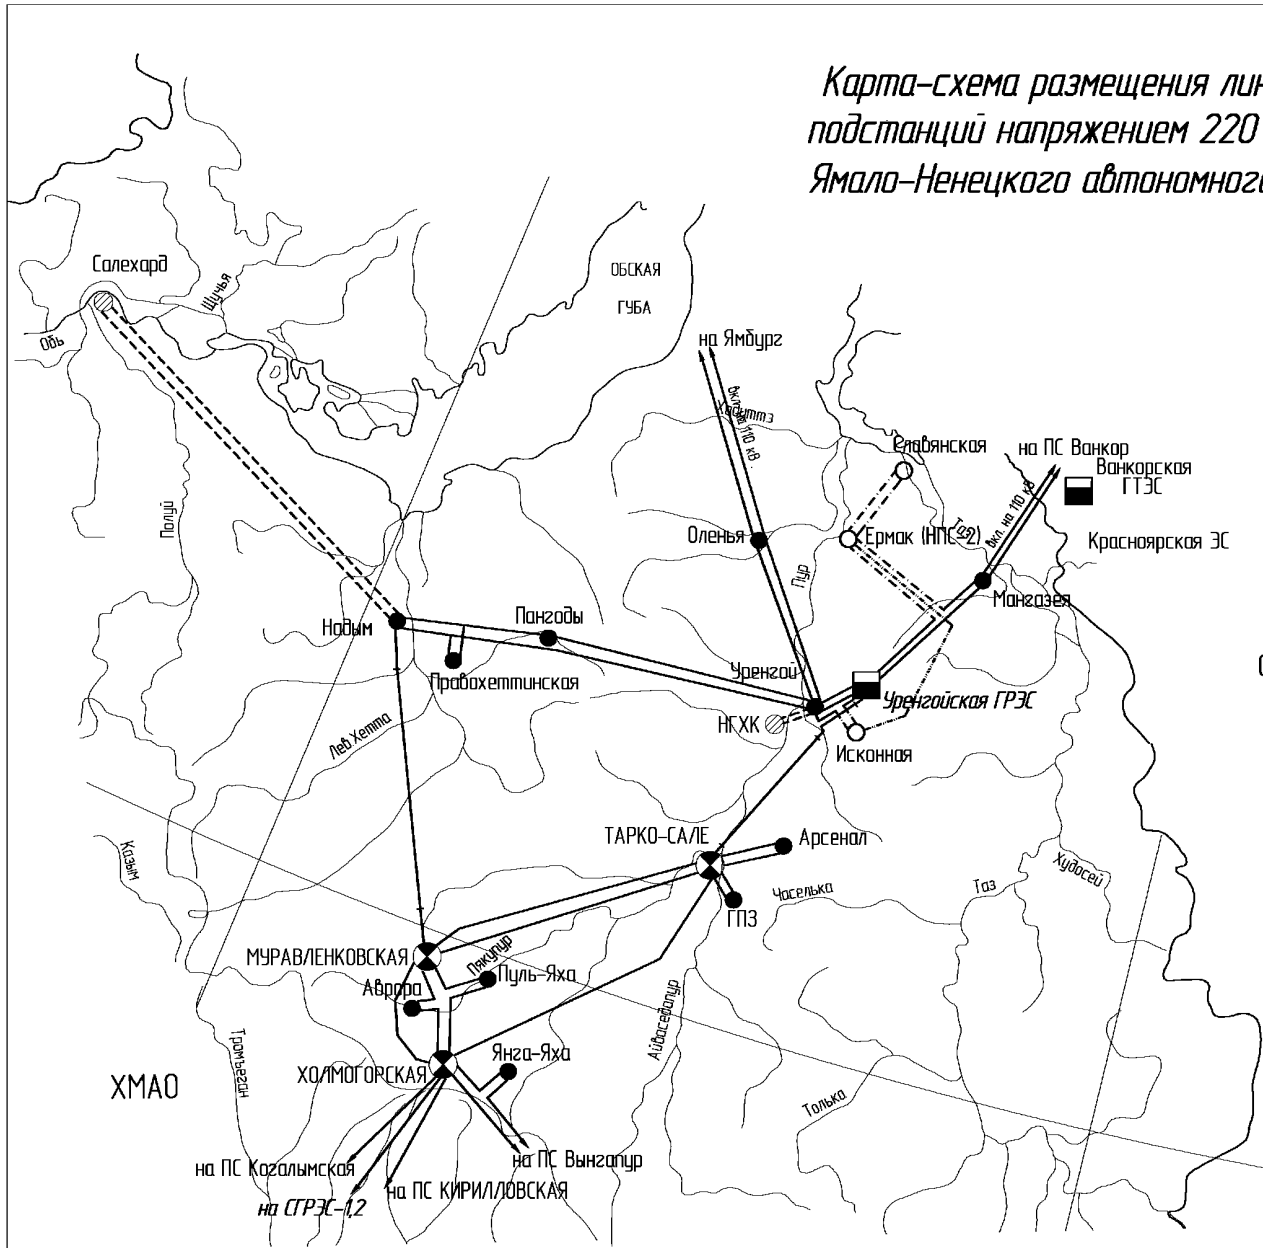 Карта-схема размещения лин
подстанций напряжением 220
Ямало-Ненецкого автономного
Салехард
Щучья
Обь
ОБСКАЯ
ГУБА
на Ямбург
Хадуттэ
вкл. на 110 кВ.
Славянская
на ПС Ванкор
Ванкорская
ГТЭС
вкл. на 110 кВ
Полуй
Оленья
Ермак (НПС-2)
Таз
Красноярская ЭС
Пур
Мангазея
Надым
Пангоды
Правохеттинская
Уренгой
Уренгойская ГРЭС
НГХК
Исконная
Лев.Хетта
ТАРКО-САЛЕ
Арсенал
Казым
Худосей
Часелька
Таз
ГПЗ
МУРАВЛЕНКОВСКАЯ
Пякупур
Пуль-Яха
Аврора
Айваседапур
Тромъеган
Янга-Яха
ХОЛМОГОРСКАЯ
ХМАО
Толька
на ПС Когалымская
на ПС Вынгапур
на ПС КИРИЛЛОВСКАЯ
на СГРЭС-1,2